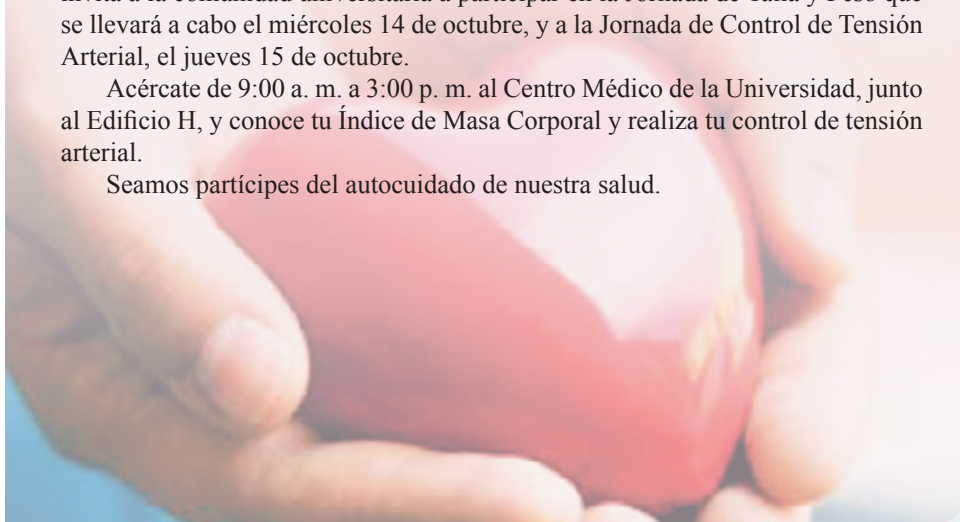 invita a la comunidad universitaria a participar en la Jornada de Talla y Peso que
se llevará a cabo el miércoles 14 de octubre, y a la Jornada de Control de Tensión
Arterial, el jueves 15 de octubre.
Acércate de 9:00 a. m. a 3:00 p. m. al Centro Médico de la Universidad, junto
al Edificio H, y conoce tu Índice de Masa Corporal y realiza tu control de tensión
arterial.
Seamos partícipes del autocuidado de nuestra salud.